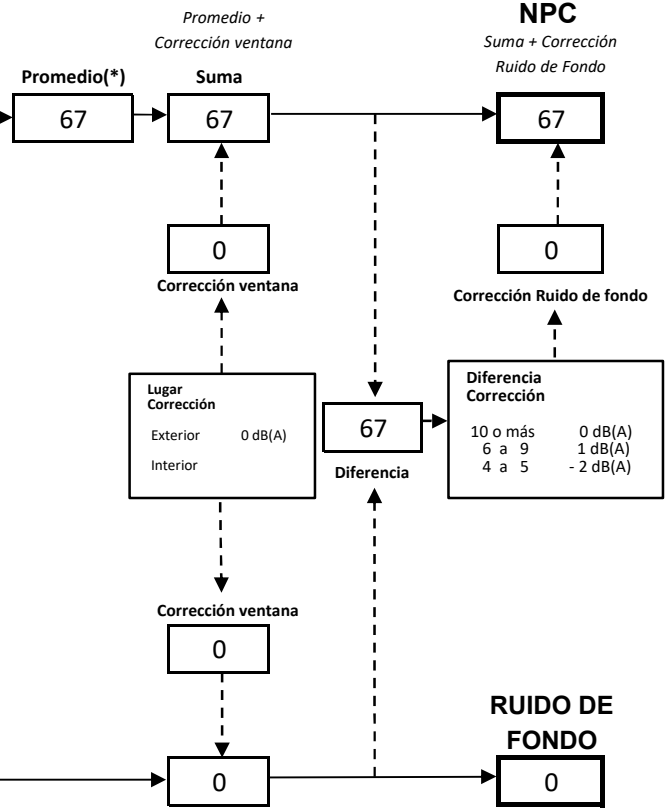 Promedio +
Corrección ventana
NPC
Suma + Corrección
Ruido de Fondo
Promedio(*)
Suma
67
67
67
0
0
Corrección ventana
Corrección Ruido de fondo
Lugar
Corrección
Exterior 0 dB(A)
Interior
67
Diferencia
Diferencia
Corrección
10 o más 0 dB(A)
6 a 9 1 dB(A)
4 a 5 - 2 dB(A)
Corrección ventana
0
RUIDO DE
FONDO
0
0